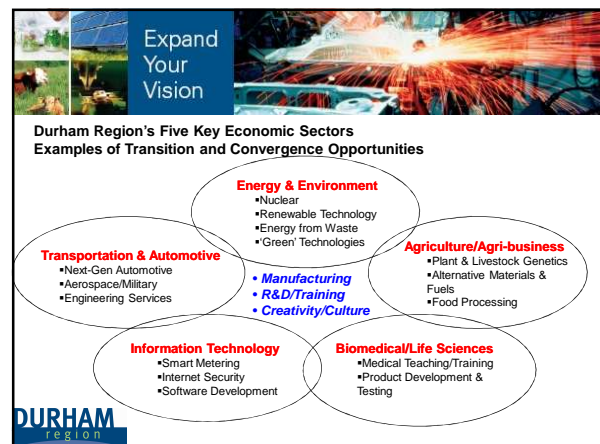 Expand
Your
Vision
Durham Region's Five Key Economic Sectors
Examples of Transition and Convergence Opportunities
Energy & Environment
▪Nuclear
▪Renewable Technology
▪Energy from Waste
▪'Green' Technologies
Transportation & Automotive
▪Next-Gen Automotive
▪Aerospace/Military
▪Engineering Services
Agriculture/Agri-business
▪Plant & Livestock Genetics
▪Alternative Materials &
Fuels
▪Food Processing
• Manufacturing
• R&D/Training
• Creativity/Culture
Information Technology
▪Smart Metering
▪Internet Security
▪Software Development
Biomedical/Life Sciences
▪Medical Teaching/Training
▪Product Development &
Testing
DURHAM
region